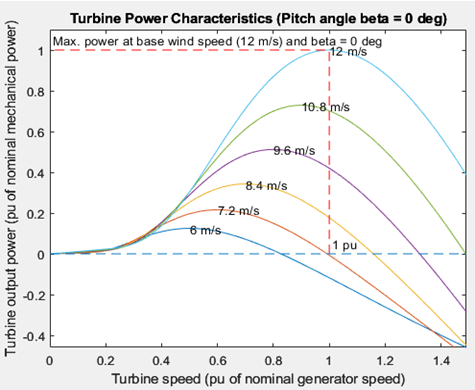 Turbine Power Characteristics (Pitch angle beta = 0 deg)
Max. power at base wind speed (12 m/s) and beta = 0 deg
12 m/s
10.8 m/s
9.6 m/s
8.4 m/s
7.2 m/s
6 m/s
1 pu
1
0.8
0.6
0.4
0.2
0
-0.2
-0.4
0
0.2
0.4
0.6
0.8
1
1.2
1.4
Turbine speed (pu of nominal generator speed)
Turbine output power (pu of nominal mechanical power)